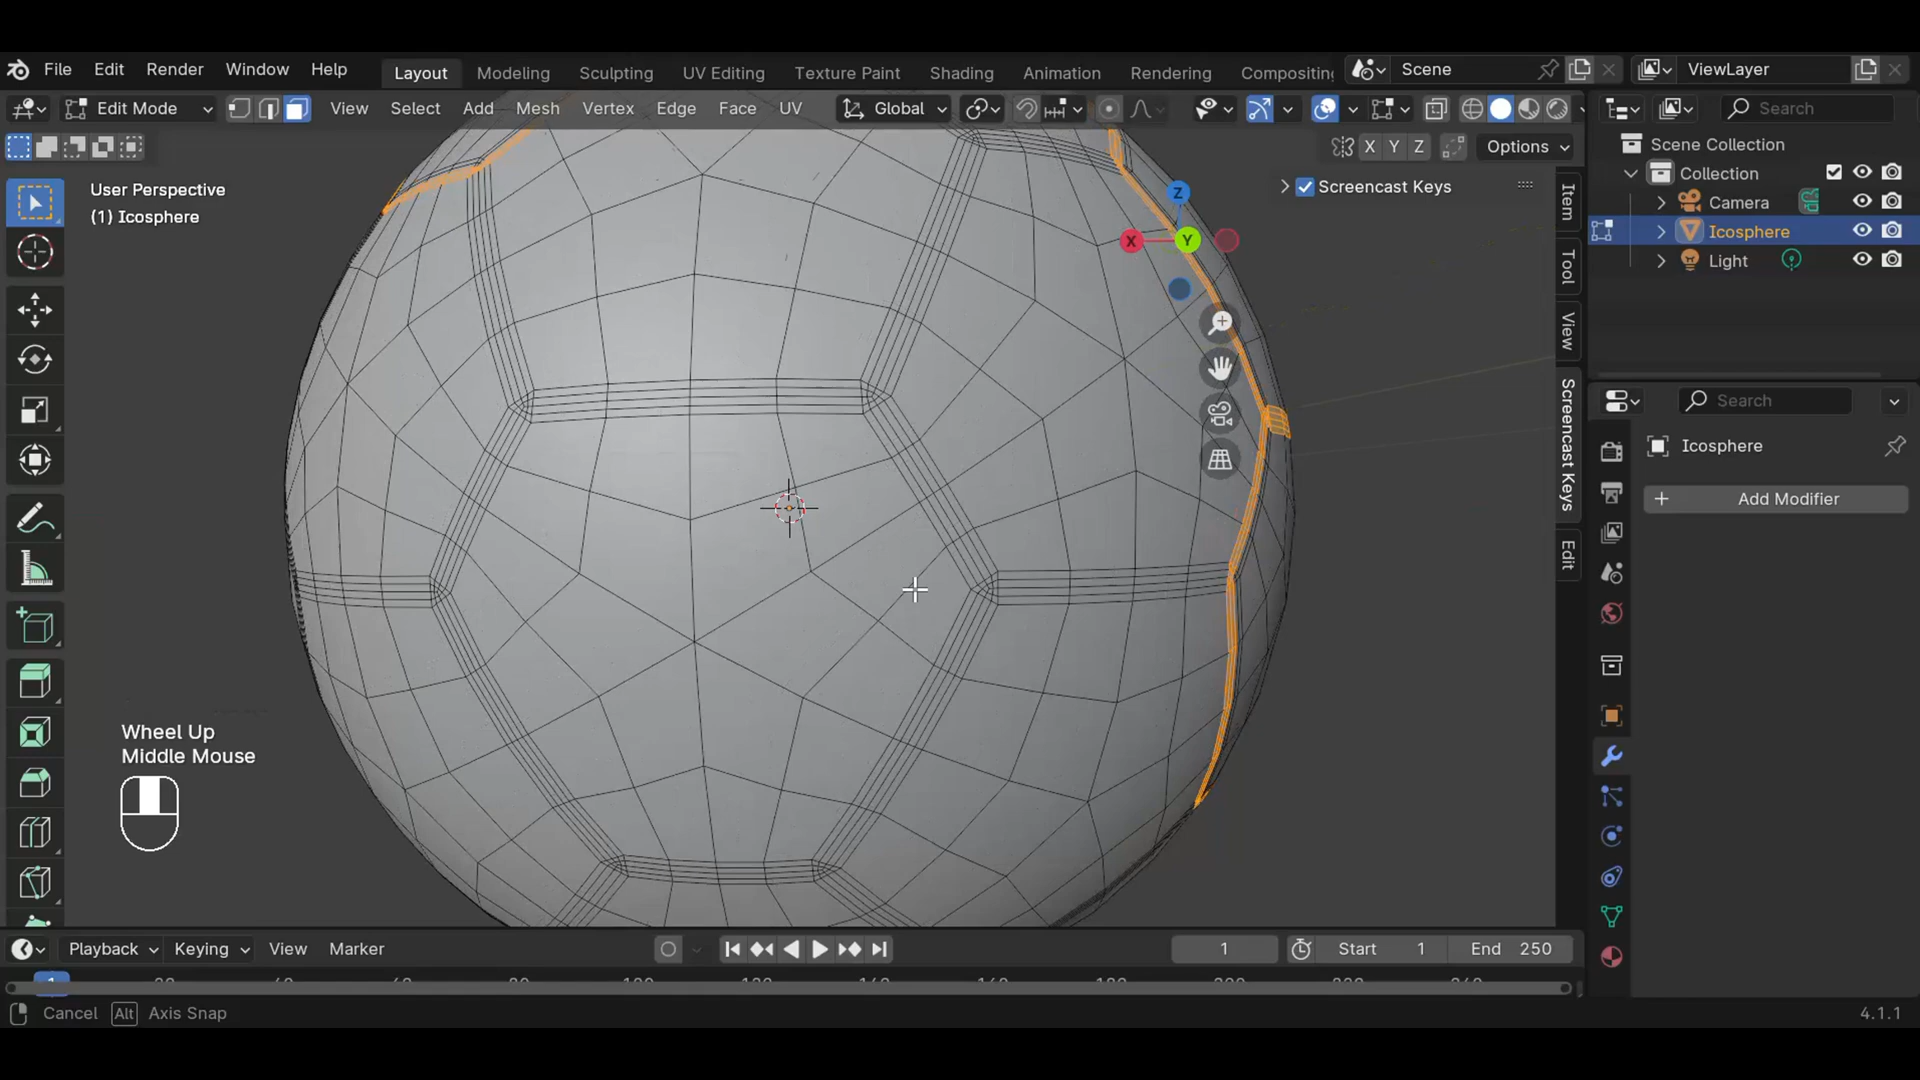 File Edit Render Window Help Layout Modeling Sculpting UV Editing Texture Paint Shading Animation Rendering Scene ViewLayer
Edit Mode View Select Add Mesh Vertex Edge Face UV Global Search
X Y Z Options
Scene Collection
Collection
Camera
Icosphere
Light
User Perspective
(1) Icosphere
Screencast Keys
Z
X
Y
Item
Tool
View
Screencast Keys
Edit
Search
Icosphere
+ Add Modifier
Wheel Up
Middle Mouse
Playback Keying View Marker 1 Start 1 End 250
1
Cancel Alt Axis Snap 4.1.1